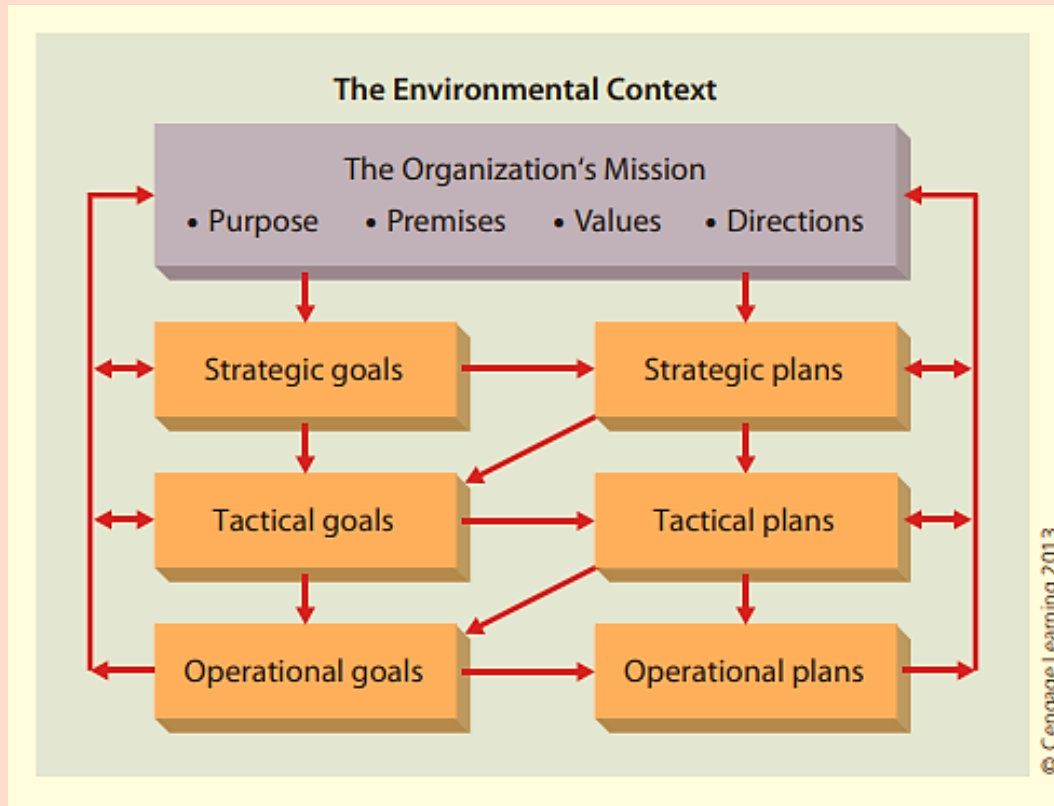 The Environmental Context
The Organization‘s Mission
• Purpose • Premises • Values • Directions
Strategic goals
Strategic plans
Tactical goals
Tactical plans
Operational goals
Operational plans
© Cengage Learning 2013